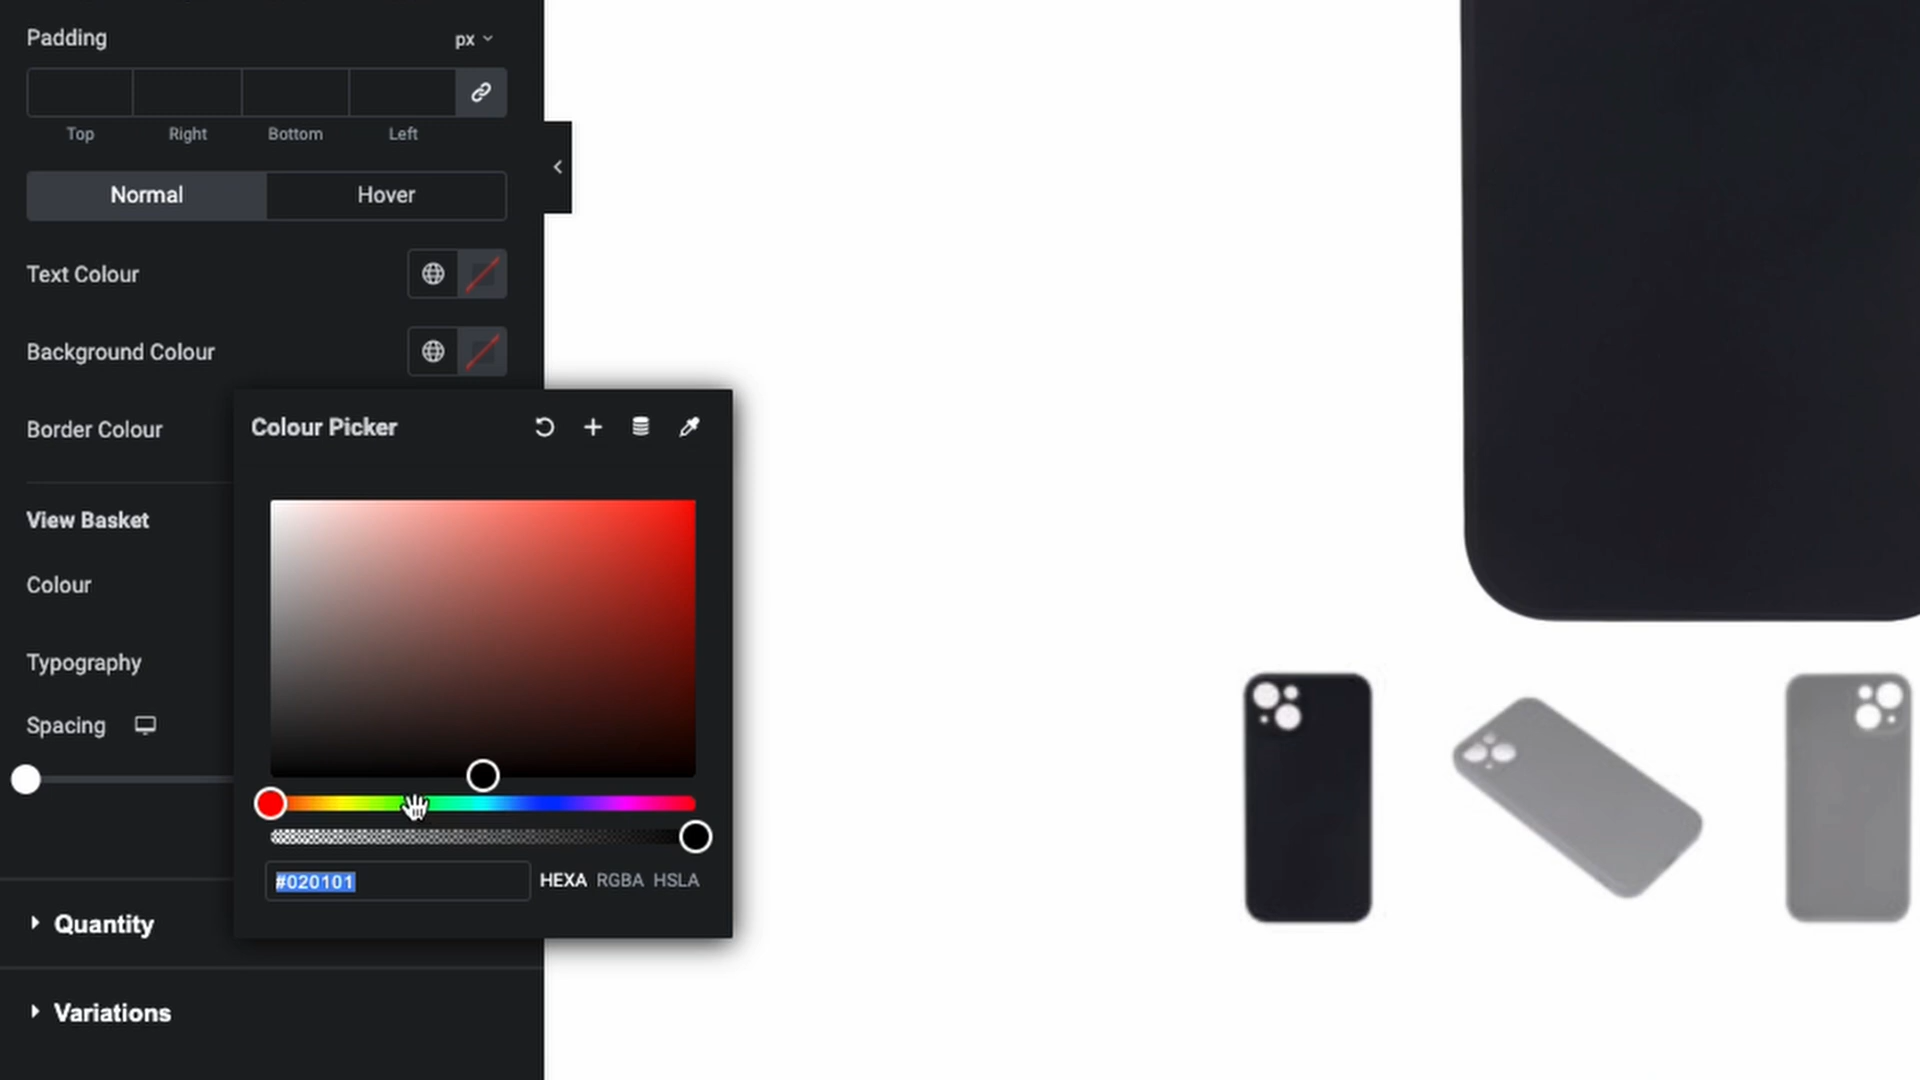 Padding
px
Top Right Bottom Left
Normal Hover
Text Colour
Background Colour
Border Colour
View Basket
Colour
Typography
Spacing
Quantity
Variations
Colour Picker
#020101 HEXA RGBA HSLA